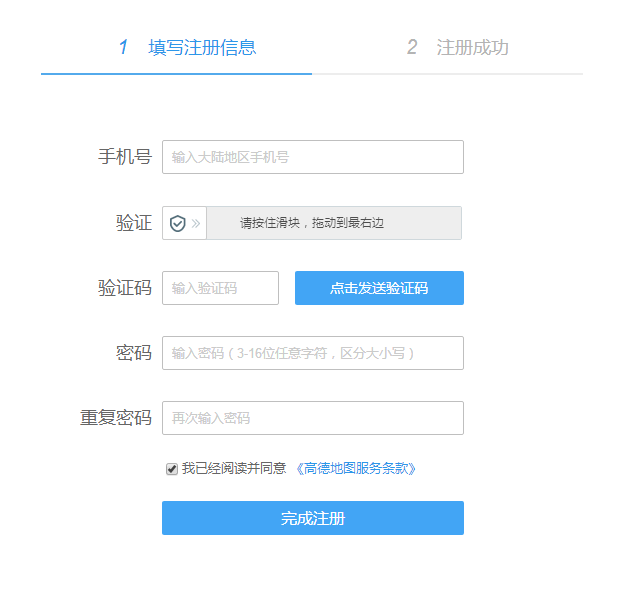 1 填写注册信息 2 注册成功
手机号 输入大陆地区手机号
验证 请按住滑块，拖动到最右边
验证码 输入验证码 点击发送验证码
密码 输入密码（3-16位任意字符，区分大小写）
重复密码 再次输入密码
我已经阅读并同意 《高德地图服务条款》
完成注册